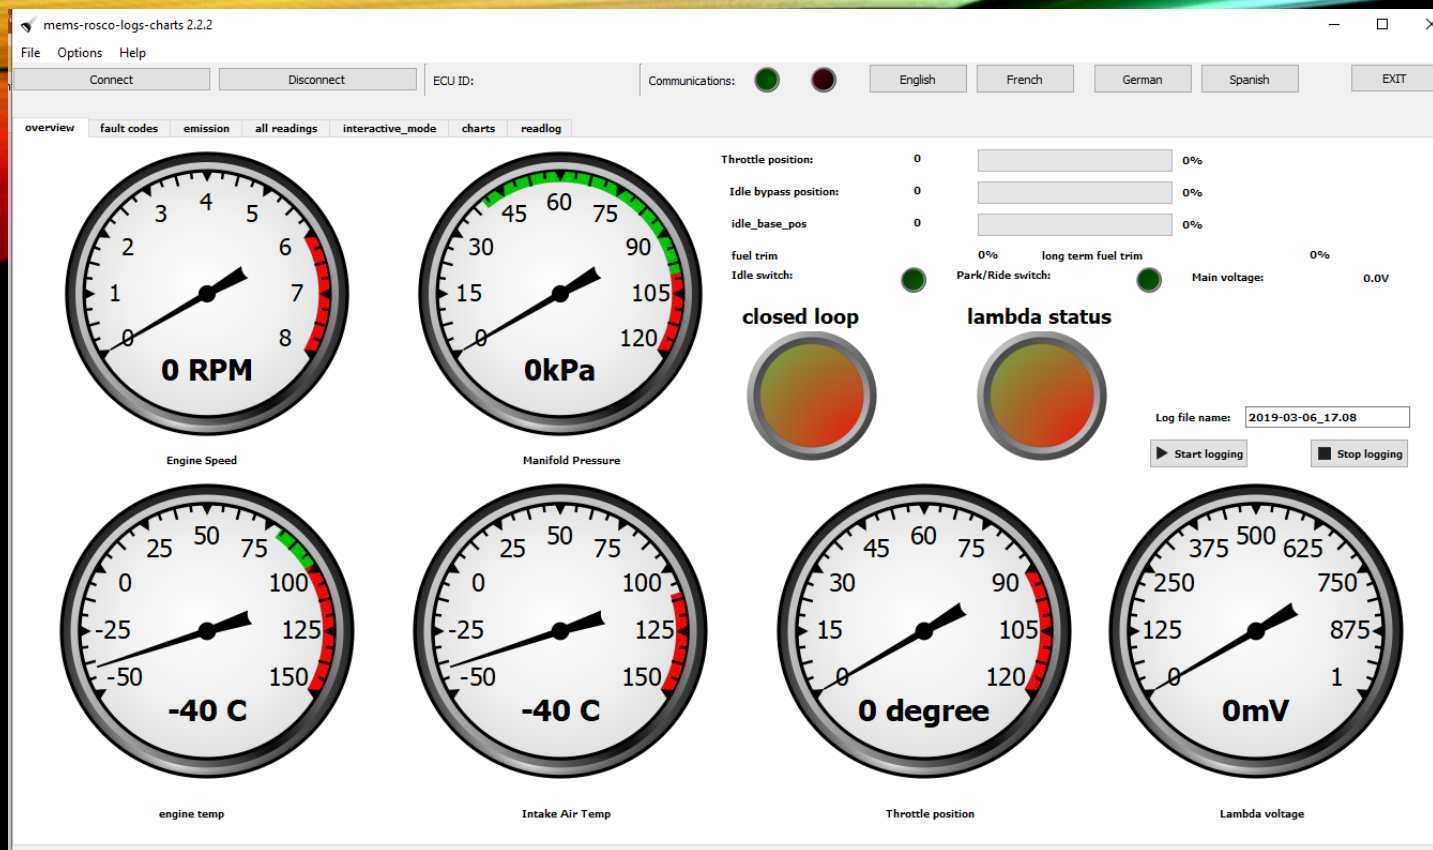 mems-rosco-logs-charts 2.2.2
File Options Help
Connect Disconnect ECU ID: Communications: English French German Spanish EXIT
overview fault codes emission all readings interactive_mode charts readlog
0 1 2 3 4 5 6 7 8
0 RPM
Engine Speed
0 15 30 45 60 75 90 105 120
0kPa
Manifold Pressure
Throttle position: 0 0%
Idle bypass position: 0 0%
idle_base_pos 0 0%
fuel trim 0% long term fuel trim 0%
Idle switch: Park/Ride switch: Main voltage: 0.0V
closed loop lambda status
Log file name: 2019-03-06_17.08
Start logging Stop logging
-50 -25 0 25 50 75 100 125 150
-40 C
engine temp
-50 -25 0 25 50 75 100 125 150
-40 C
Intake Air Temp
0 15 30 45 60 75 90 105 120
0 degree
Throttle position
0 125 250 375 500 625 750 875 1
0mV
Lambda voltage